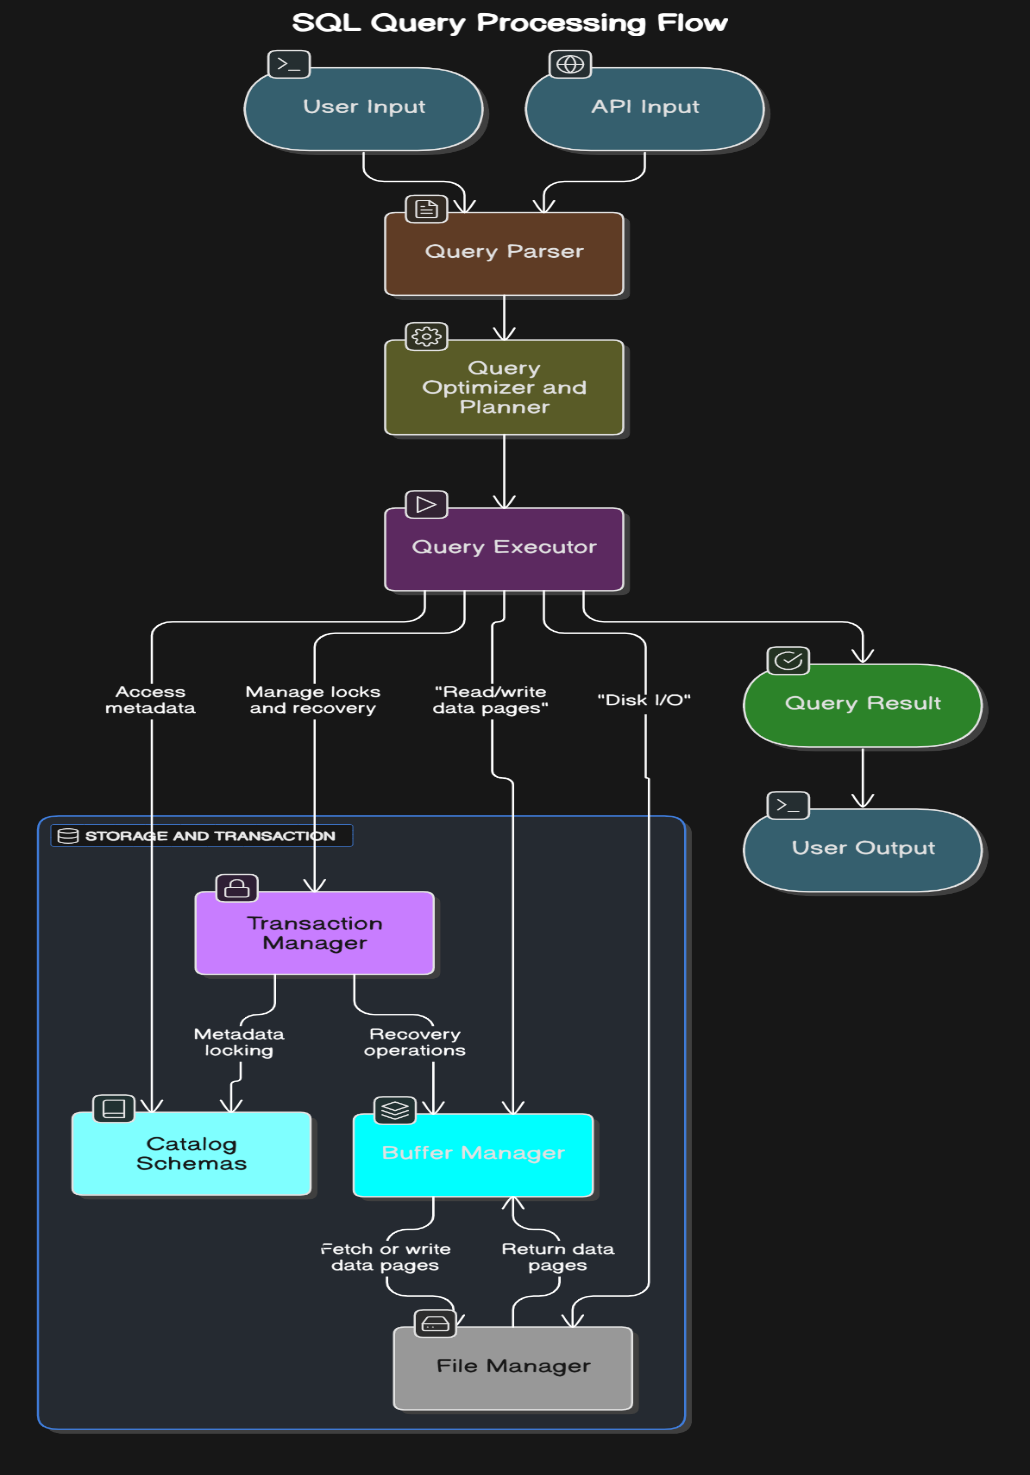 SQL Query Processing Flow
User Input
API Input
Query Parser
Query
Optimizer and
Planner
Query Executor
Access
metadata
Manage locks
and recovery
"Read/write
data pages"
"Disk I/O"
Query Result
User Output
STORAGE AND TRANSACTION
Transaction
Manager
Metadata
locking
Recovery
operations
Catalog
Schemas
Buffer Manager
Fetch or write
data pages
Return data
pages
File Manager